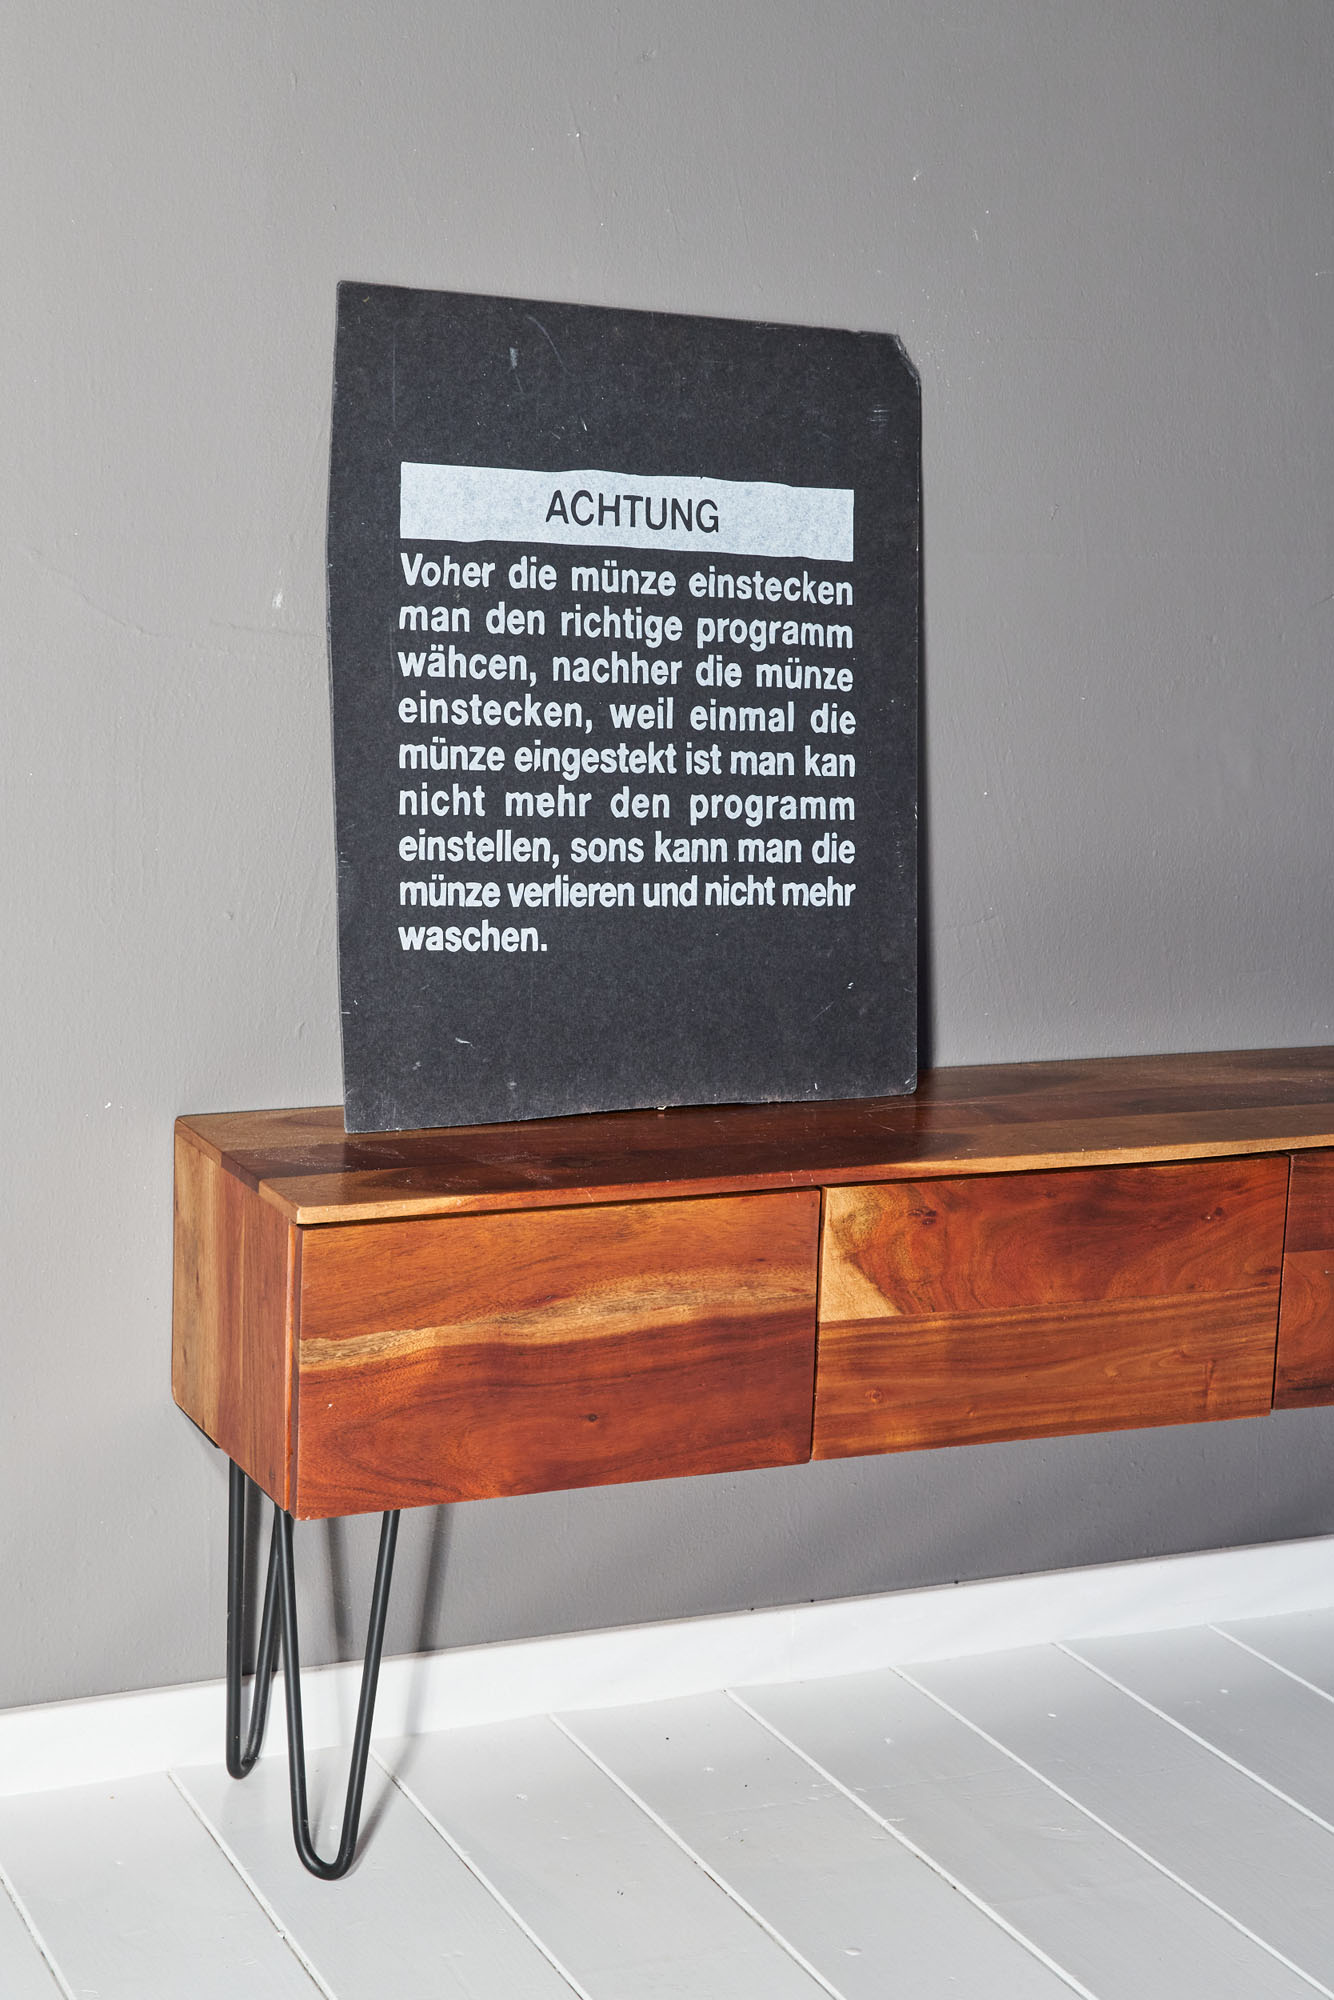 ACHTUNG
Voher die münze einstecken
man den richtige programm
wähcen, nachher die münze
einstecken, weil einmal die
münze eingestekt ist man kan
nicht mehr den programm
einstellen, sons kann man die
münze verlieren und nicht mehr
waschen.